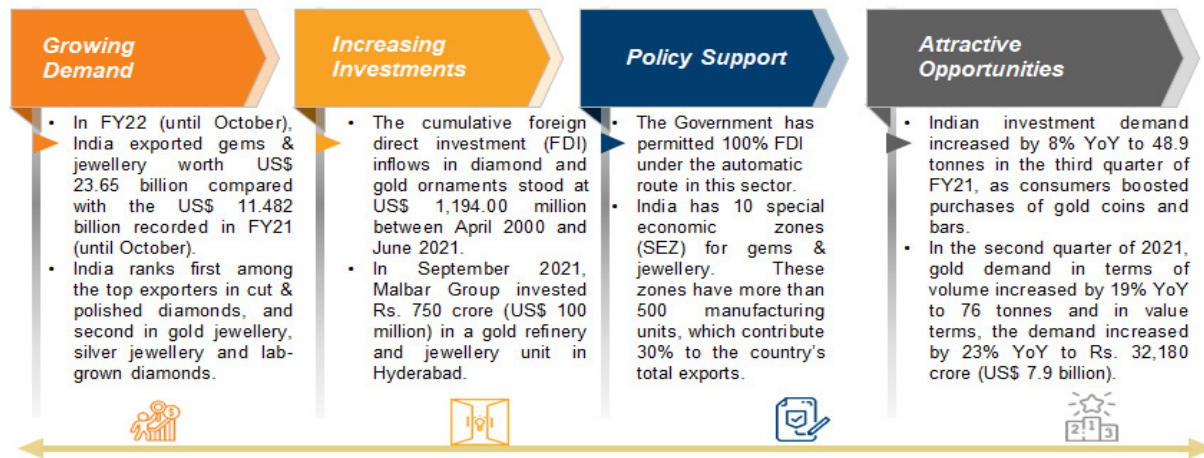 Growing
Demand
• In FY22 (until October),
India exported gems &
jewellery worth US$
23.65 billion compared
with the US$ 11.482
billion recorded in FY21
(until October).
• India ranks first among
the top exporters in cut &
polished diamonds, and
second in gold jewellery,
silver jewellery and lab-
grown diamonds.
Increasing
Investments
• The cumulative foreign
direct investment (FDI)
inflows in diamond and
gold ornaments stood at
US$ 1,194.00 million
between April 2000 and
June 2021.
• In September 2021,
Malbar Group invested
Rs. 750 crore (US$ 100
million) in a gold refinery
and jewellery unit in
Hyderabad.
Policy Support
• The Government has
permitted 100% FDI
under the automatic
route in this sector.
• India has 10 special
economic zones
(SEZ) for gems &
jewellery. These
zones have more than
500 manufacturing
units, which contribute
30% to the country's
total exports.
Attractive
Opportunities
• Indian investment demand
increased by 8% YoY to 48.9
tonnes in the third quarter of
FY21, as consumers boosted
purchases of gold coins and
bars.
• In the second quarter of 2021,
gold demand in terms of
volume increased by 19% YoY
to 76 tonnes and in value
terms, the demand increased
by 23% YoY to Rs. 32,180
crore (US$ 7.9 billion).
$
2 1 3